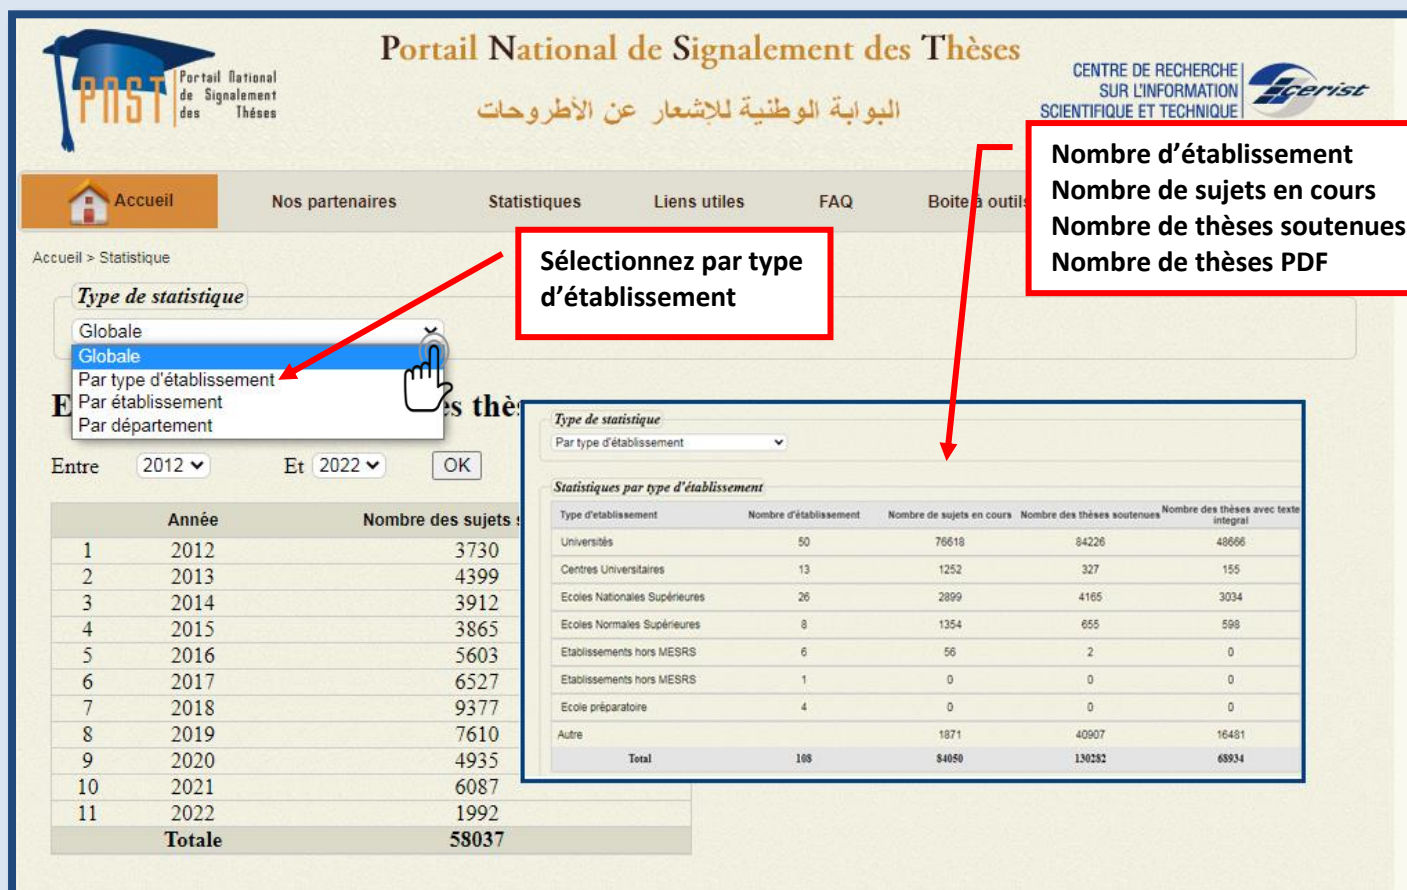 Portail National de Signalement des Thèses
البوابة الوطنية للإشعار عن الأطروحات
PNST
Portail National
de Signalement
des Thèses
CENTRE DE RECHERCHE
SUR L'INFORMATION
SCIENTIFIQUE ET TECHNIQUE
cerist
Nombre d’établissement
Nombre de sujets en cours
Nombre de thèses soutenues
Nombre de thèses PDF
Accueil Nos partenaires Statistiques Liens utiles FAQ Boite à outils
Accueil > Statistique
Sélectionnez par type
d’établissement
Type de statistique
Globale
Globale
Par type d'établissement
Par établissement
Par département
E s thè
Entre 2012 Et 2022 OK
Année Nombre des sujets s
1 2012 3730
2 2013 4399
3 2014 3912
4 2015 3865
5 2016 5603
6 2017 6527
7 2018 9377
8 2019 7610
9 2020 4935
10 2021 6087
11 2022 1992
Totale 58037
Type de statistique
Par type d'établissement
Statistiques par type d'établissement
Type d'etablissement Nombre d'établissement Nombre de sujets en cours Nombre des thèses soutenues Nombre des thèses avec texte integral
Universités 50 76618 84226 48666
Centres Universitaires 13 1252 327 155
Ecoles Nationales Supérieures 26 2899 4165 3034
Ecoles Normales Supérieures 8 1354 655 598
Etablissements hors MESRS 6 56 2 0
Etablissements hors MESRS 1 0 0 0
Ecole préparatoire 4 0 0 0
Autre 1871 40907 16481
Total 108 84050 130282 68934